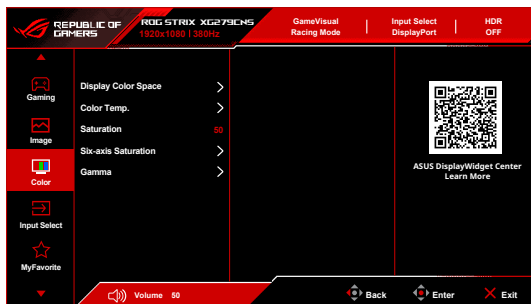 REPUBLIC OF
GAMERS
ROG STRIX XG279CNS
1920x1080 | 380Hz
GameVisual
Racing Mode
Input Select
DisplayPort
HDR
OFF
Gaming
Image
Color
Input Select
MyFavorite
Display Color Space
Color Temp.
Saturation 50
Six-axis Saturation
Gamma
ASUS DisplayWidget Center
Learn More
Volume 50
Back
Enter
Exit